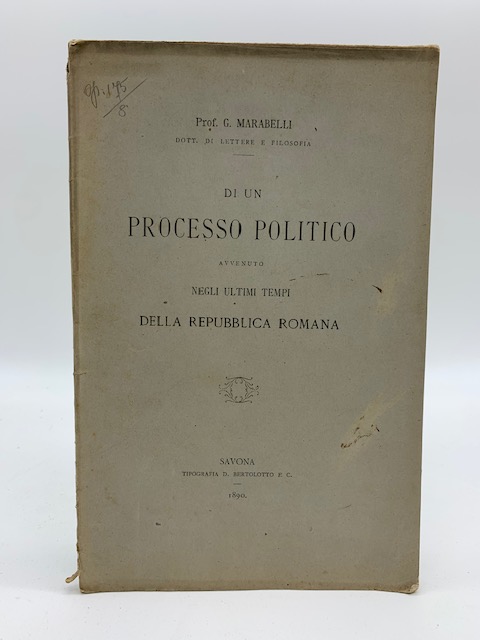 Prof. G. MARABELLI
DOTT. DI LETTERE E FILOSOFIA
DI UN
PROCESSO POLITICO
AVVENUTO
NEGLI ULTIMI TEMPI
DELLA REPUBBLICA ROMANA
SAVONA
TIPOGRAFIA D. BERTOLOTTO E C.
1890.